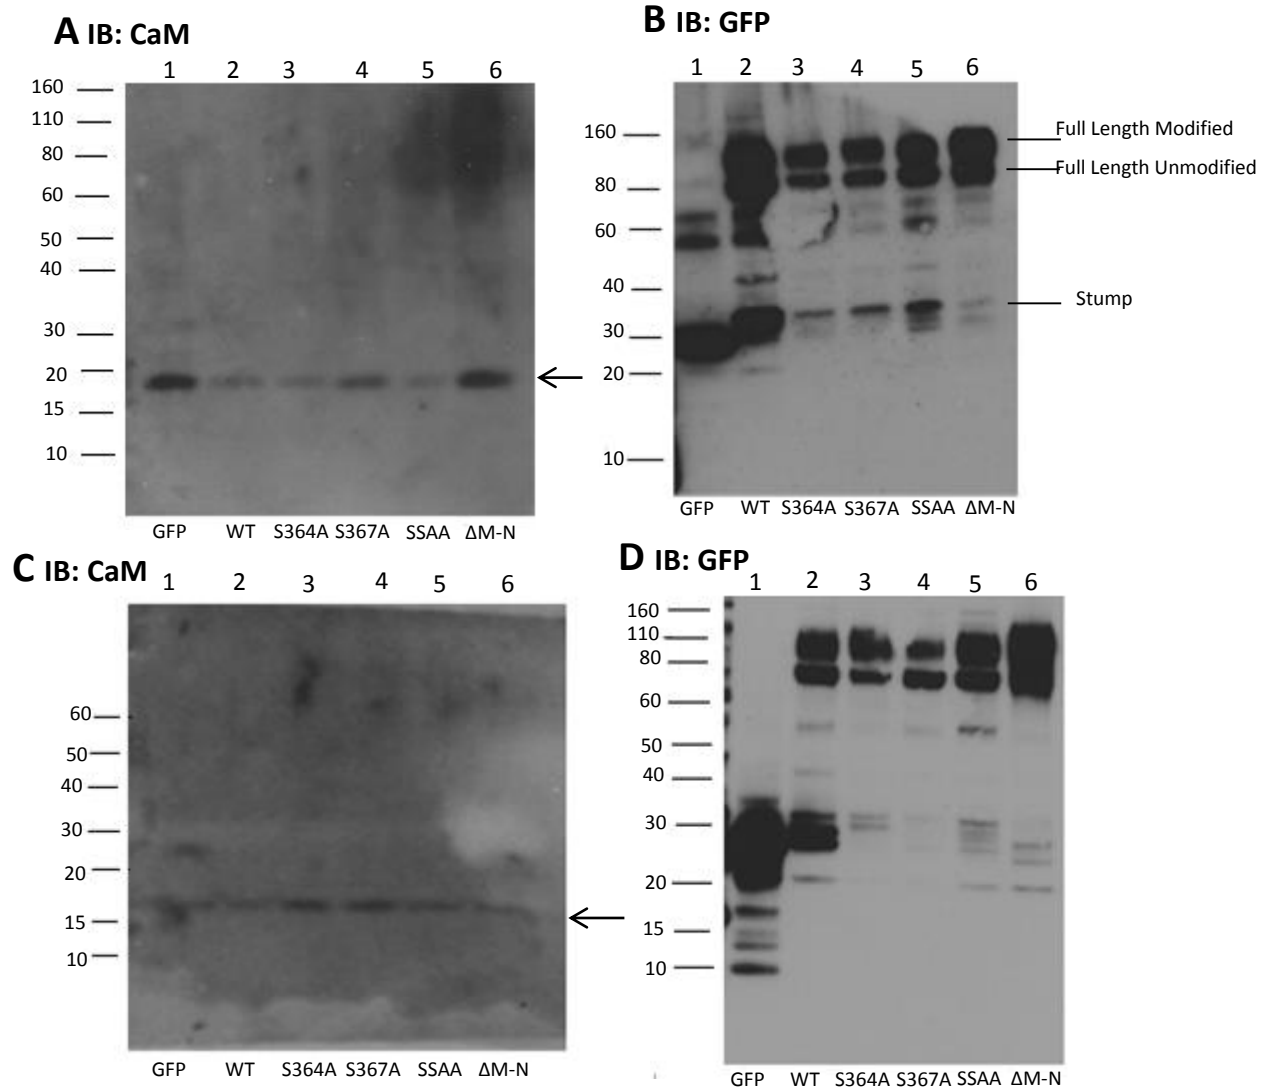 A IB: CaM
1 2 3 4 5 6
160
110
80
60
50
40
30
20
15
10
GFP WT S364A S367A SSAA ΔM-N
B IB: GFP
1 2 3 4 5 6
160
80
60
40
30
20
10
Full Length Modified
Full Length Unmodified
Stump
GFP WT S364A S367A SSAA ΔM-N
C IB: CaM
1 2 3 4 5 6
60
50
40
30
20
15
10
GFP WT S364A S367A SSAA ΔM-N
D IB: GFP
1 2 3 4 5 6
160
110
80
60
50
40
30
20
15
10
GFP WT S364A S367A SSAA ΔM-N